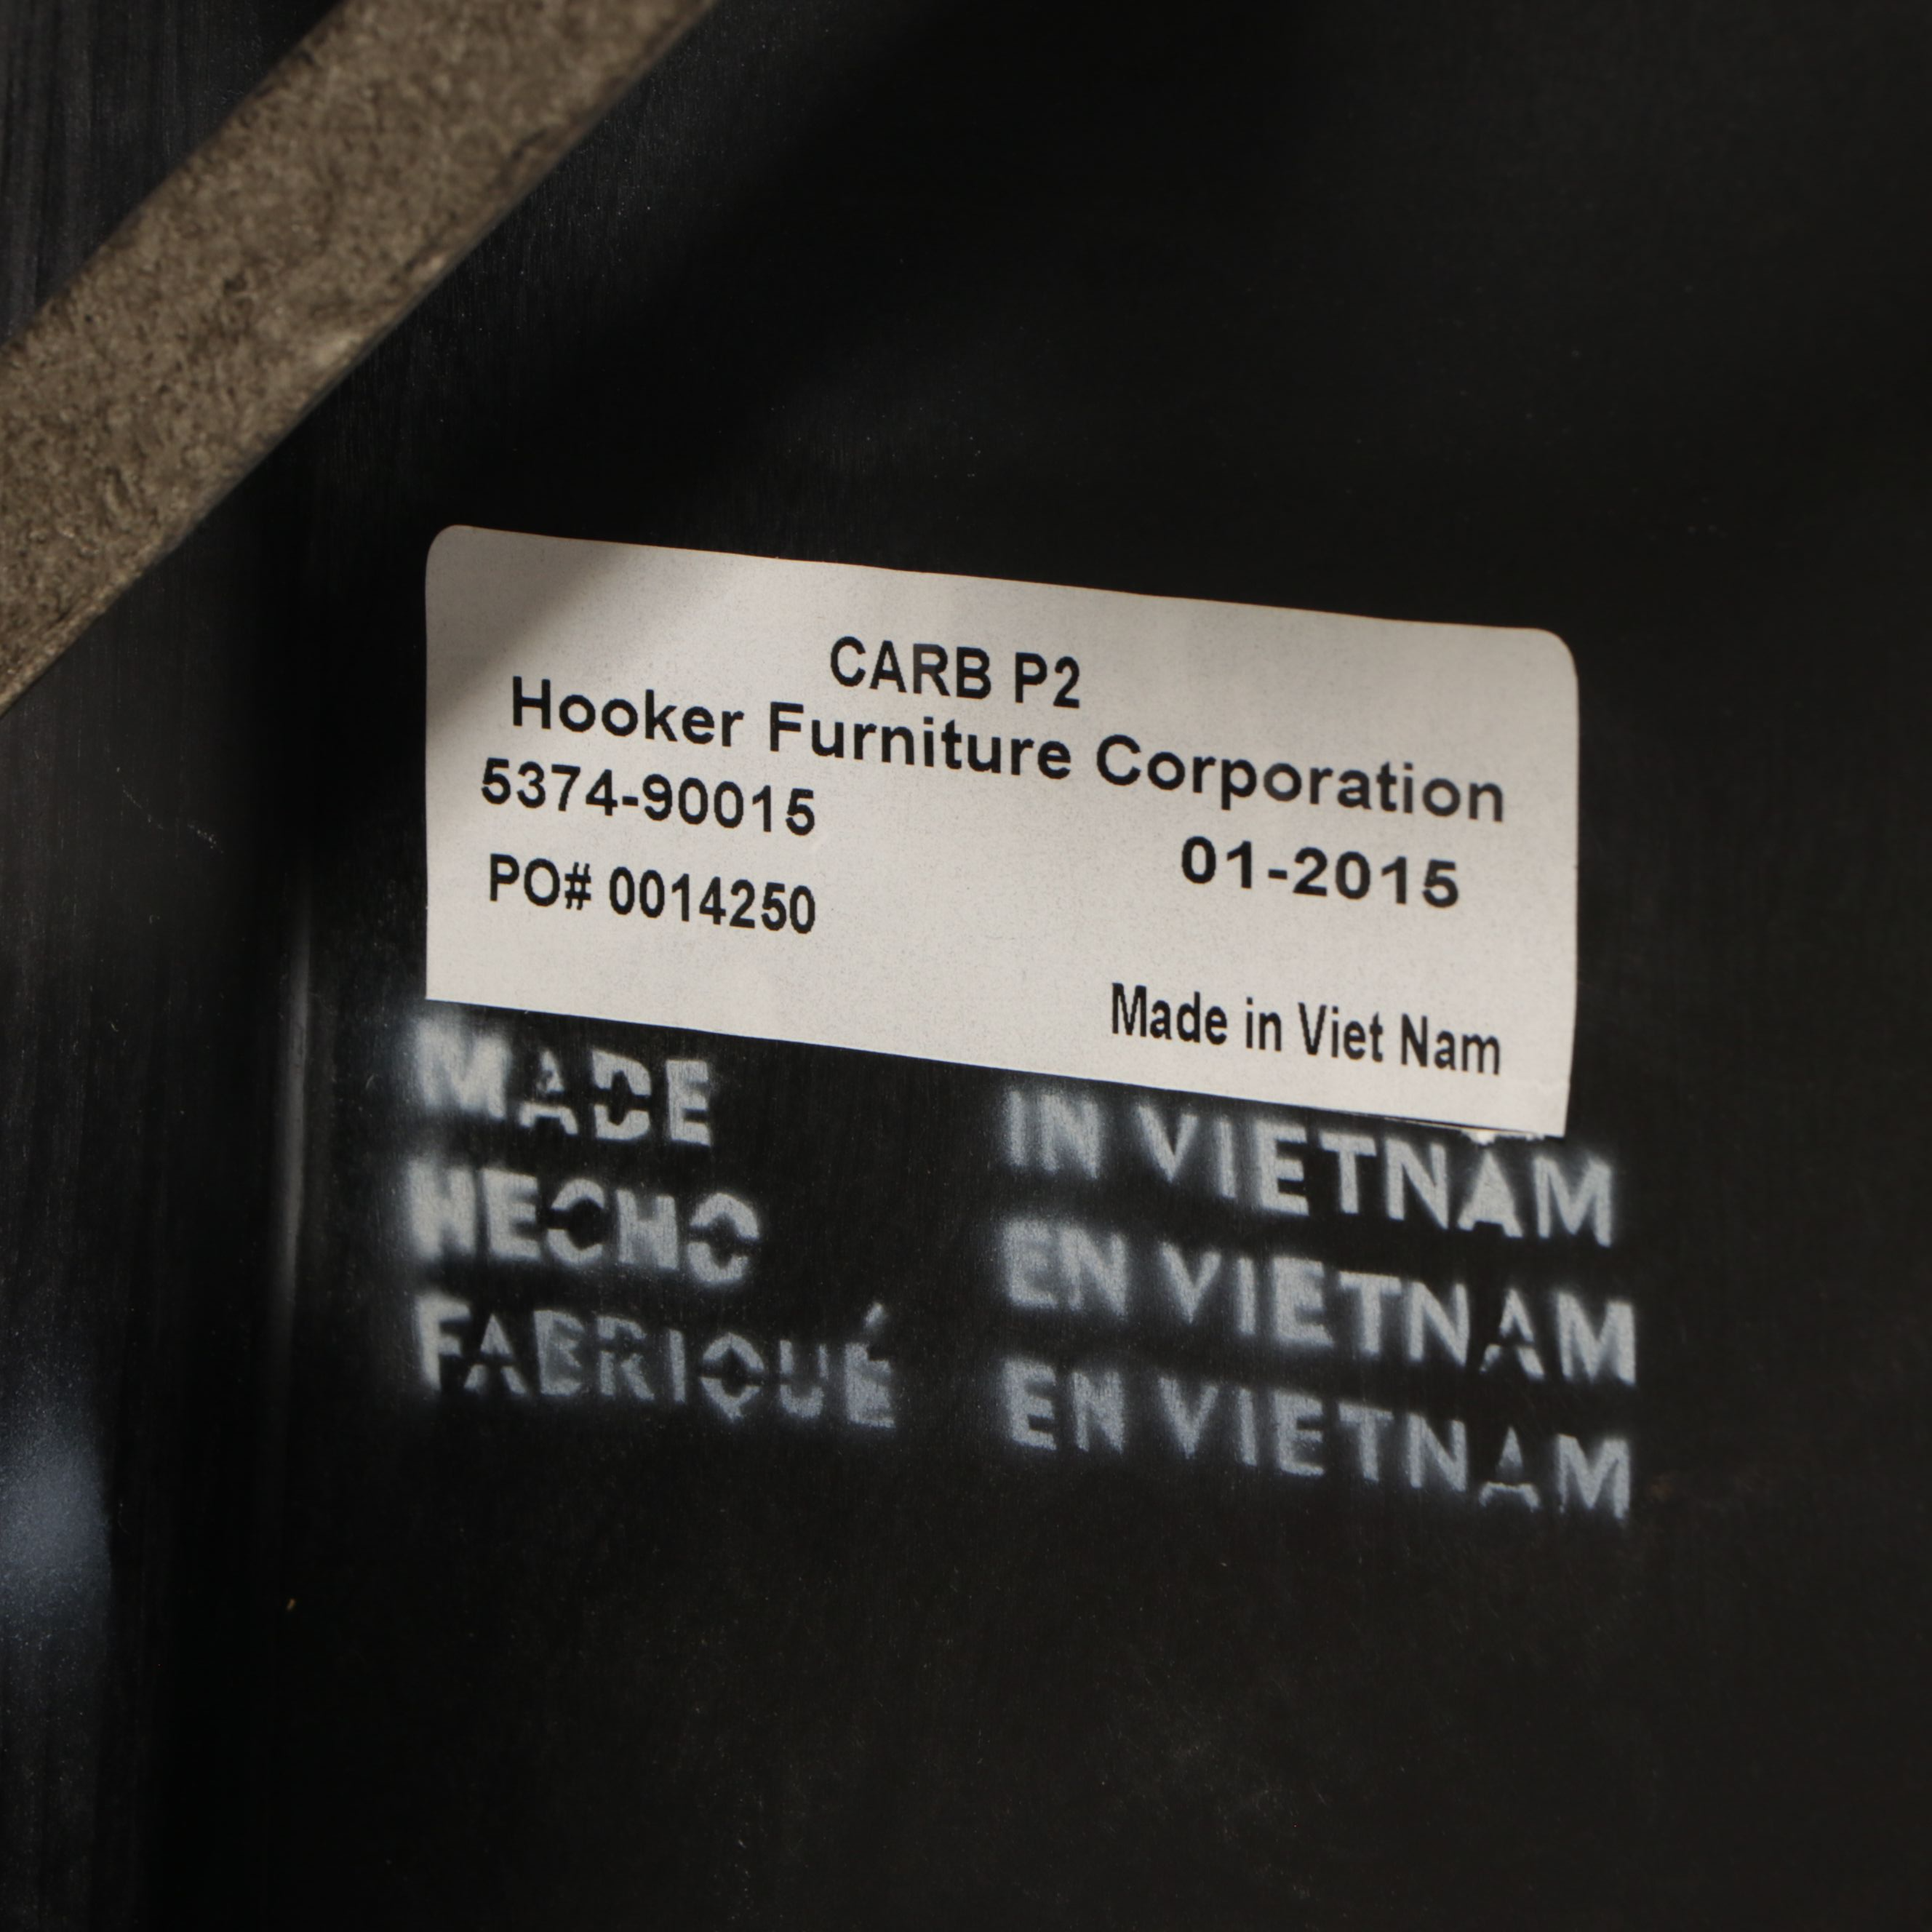 CARB P2
Hooker Furniture Corporation
5374-90015
01-2015
PO# 0014250
Made in Viet Nam
MADE IN VIETNAM
HECHO EN VIETNAM
FABRIQUÉ EN VIETNAM